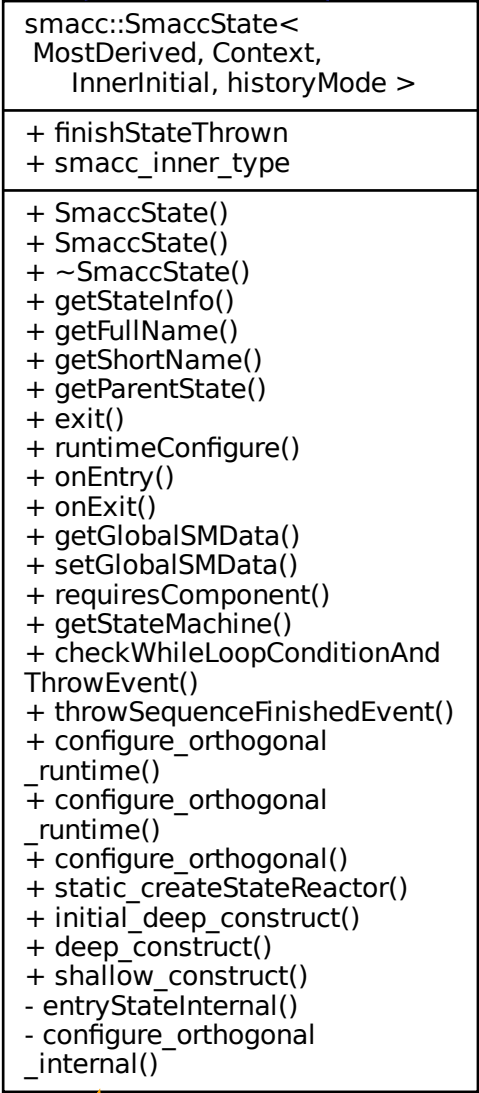 smacc::SmaccState<
MostDerived, Context,
InnerInitial, historyMode >
+ finishStateThrown
+ smacc_inner_type
+ SmaccState()
+ SmaccState()
+ ~SmaccState()
+ getStateInfo()
+ getFullName()
+ getShortName()
+ getParentState()
+ exit()
+ runtimeConfigure()
+ onEntry()
+ onExit()
+ getGlobalSMData()
+ setGlobalSMData()
+ requiresComponent()
+ getStateMachine()
+ checkWhileLoopConditionAnd
ThrowEvent()
+ throwSequenceFinishedEvent()
+ configure_orthogonal
_runtime()
+ configure_orthogonal
_runtime()
+ configure_orthogonal()
+ static_createStateReactor()
+ initial_deep_construct()
+ deep_construct()
+ shallow_construct()
- entryStateInternal()
- configure_orthogonal
_internal()